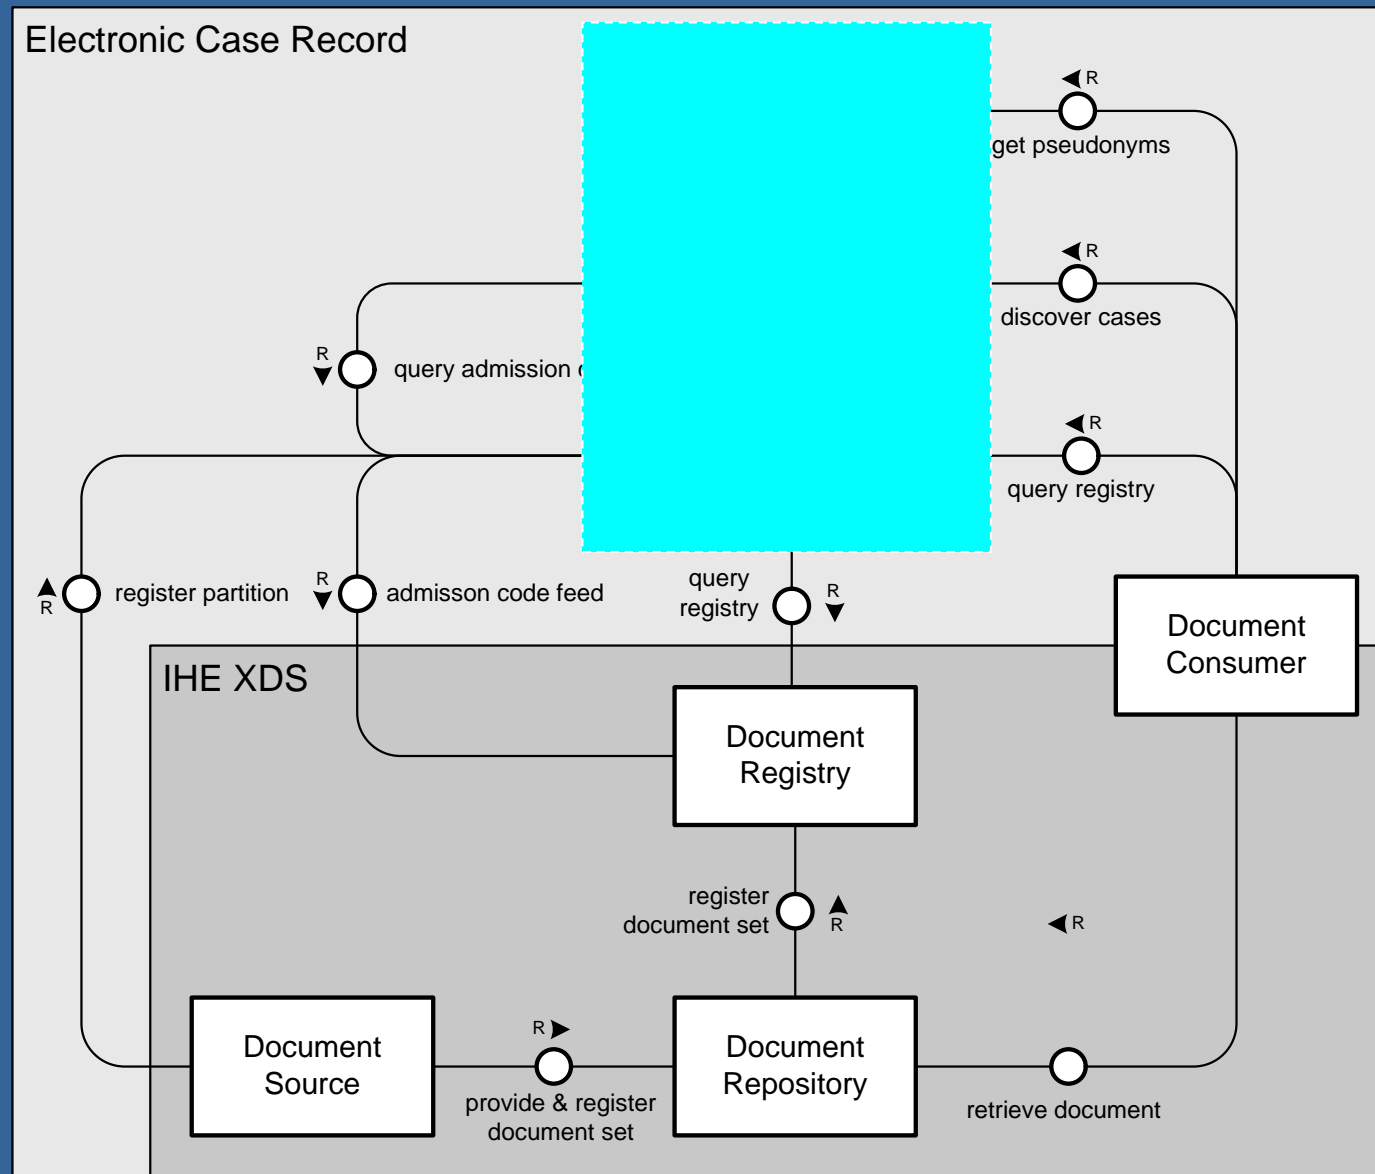 Electronic Case Record
R
get pseudonyms
R
discover cases
R
query admission
R
query registry
R
register partition
R
admisson code feed
query
registry
R
Document
Consumer
IHE XDS
Document
Registry
register
document set
R
R
Document
Source
R
provide & register
document set
Document
Repository
retrieve document